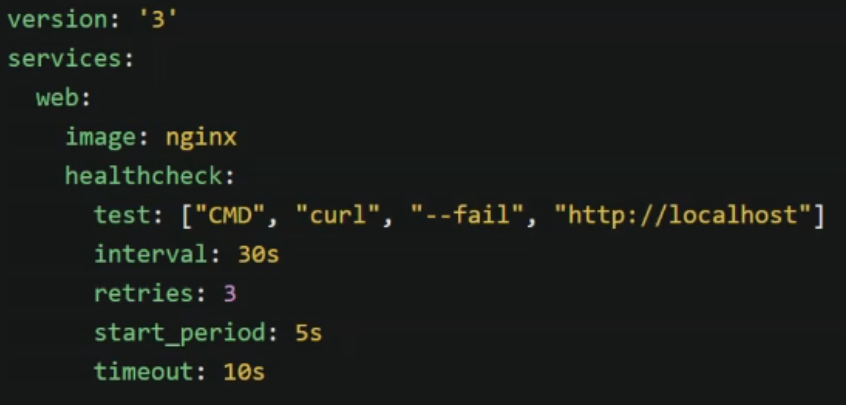 version: '3'
services:
  web:
    image: nginx
    healthcheck:
      test: ["CMD", "curl", "--fail", "http://localhost"]
      interval: 30s
      retries: 3
      start_period: 5s
      timeout: 10s